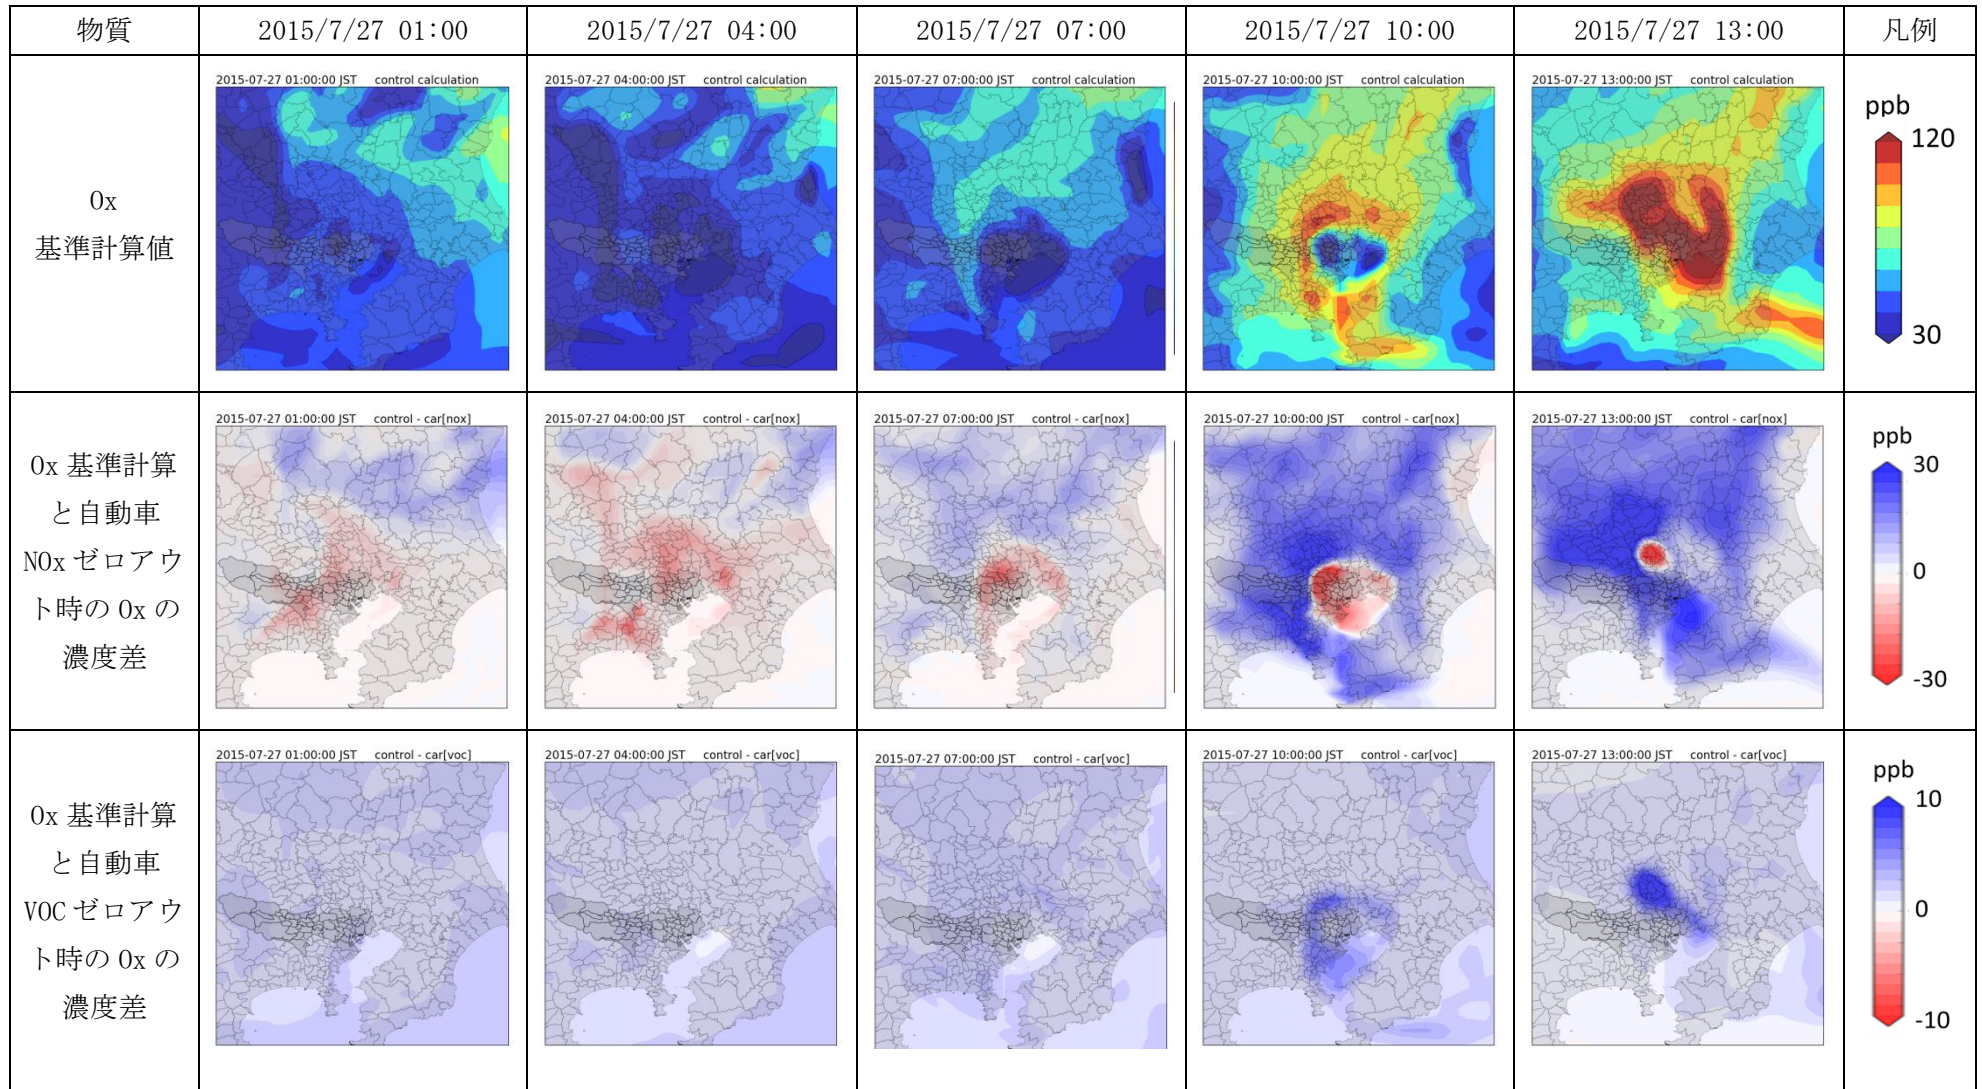 物質
2015/7/27 01:00
2015/7/27 04:00
2015/7/27 07:00
2015/7/27 10:00
2015/7/27 13:00
凡例
Ox
基準計算値
2015-07-27 01:00:00 JST control calculation
2015-07-27 04:00:00 JST control calculation
2015-07-27 07:00:00 JST control calculation
2015-07-27 10:00:00 JST control calculation
2015-07-27 13:00:00 JST control calculation
ppb
120
30
Ox 基準計算
と自動車
NOx ゼロアウ
ト時の Ox の
濃度差
2015-07-27 01:00:00 JST control - car[nox]
2015-07-27 04:00:00 JST control - car[nox]
2015-07-27 07:00:00 JST control - car[nox]
2015-07-27 10:00:00 JST control - car[nox]
2015-07-27 13:00:00 JST control - car[nox]
ppb
30
0
-30
Ox 基準計算
と自動車
VOC ゼロアウ
ト時の Ox の
濃度差
2015-07-27 01:00:00 JST control - car[voc]
2015-07-27 04:00:00 JST control - car[voc]
2015-07-27 07:00:00 JST control - car[voc]
2015-07-27 10:00:00 JST control - car[voc]
2015-07-27 13:00:00 JST control - car[voc]
ppb
10
0
-10